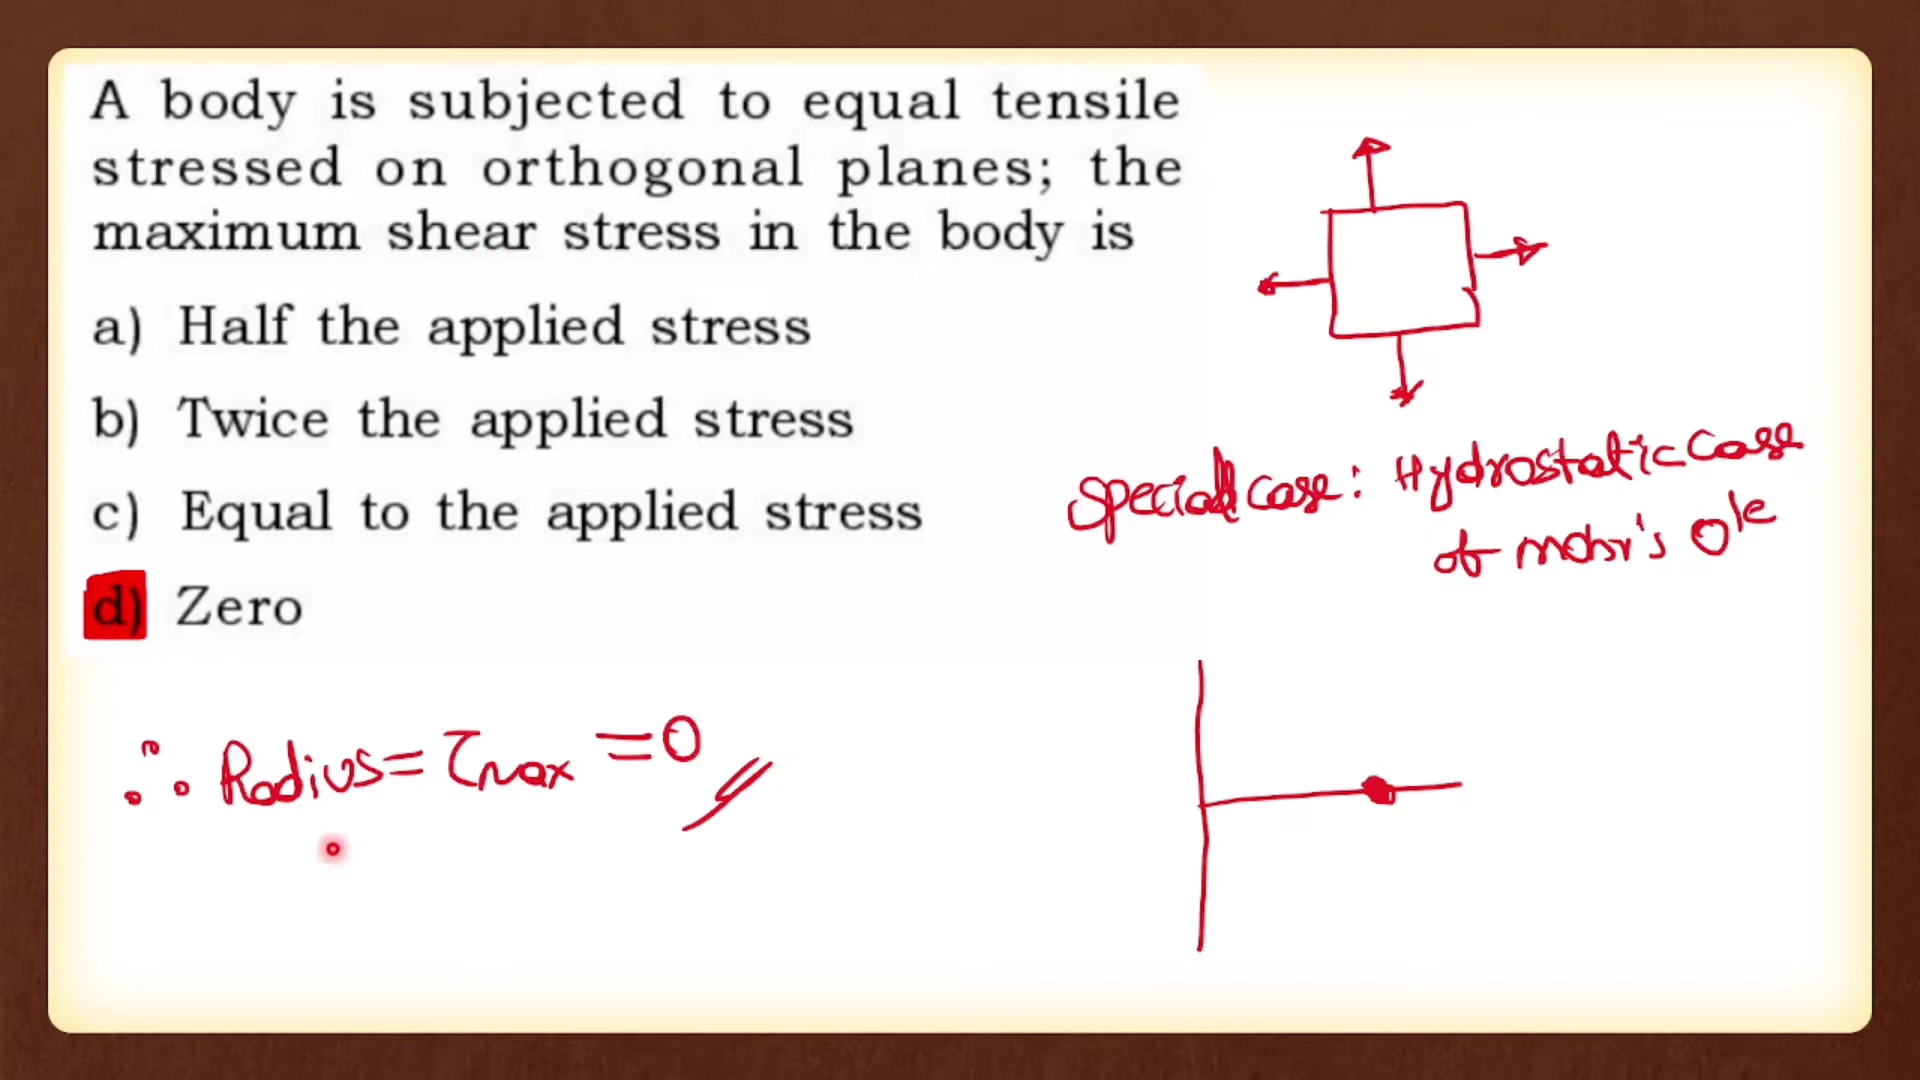 A body is subjected to equal tensile
stressed on orthogonal planes; the
maximum shear stress in the body is
a) Half the applied stress
b) Twice the applied stress
c) Equal to the applied stress
d) Zero
Special case: Hydrostatic case
of mohr's Ole
∴ Radius = τmax = 0